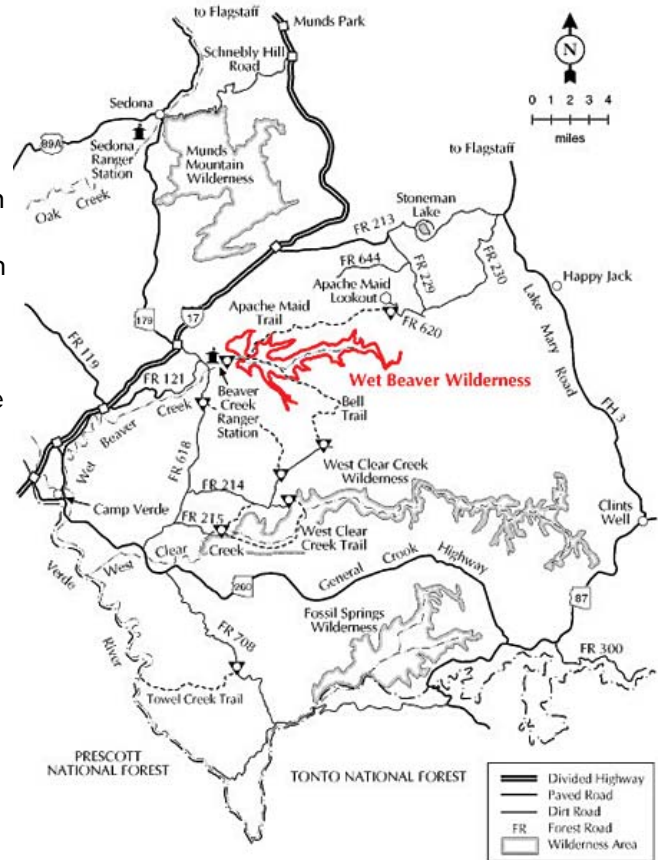 to Flagstaff
Munds Park
Schnebly Hill
Road
N
Sedona
0 1 2 3 4
miles
89A
Sedona
Ranger
Station
Munds
Mountain
Wilderness
to Flagstaff
Oak Creek
Stoneman
Lake
FR 213
FR 644
FR 229
FR 230
Apache Maid
Lookout
Happy Jack
Apache Maid
Trail
179
17
FR 620
Lake Mary Road
FR 119
Wet Beaver Wilderness
FR 121
Beaver
Creek
Ranger
Station
Bell
Trail
FH 3
Wet Beaver Creek
FR 618
West Clear Creek
Wilderness
FR 214
Camp Verde
FR 215
West Clear
Creek Trail
Clints
Well
West Clear Creek
Verde River
260
General Crook Highway
87
Fossil Springs
Wilderness
FR 708
FR 300
Towel Creek Trail
PRESCOTT
NATIONAL FOREST
TONTO NATIONAL FOREST
Divided Highway
Paved Road
Dirt Road
FR Forest Road
Wilderness Area